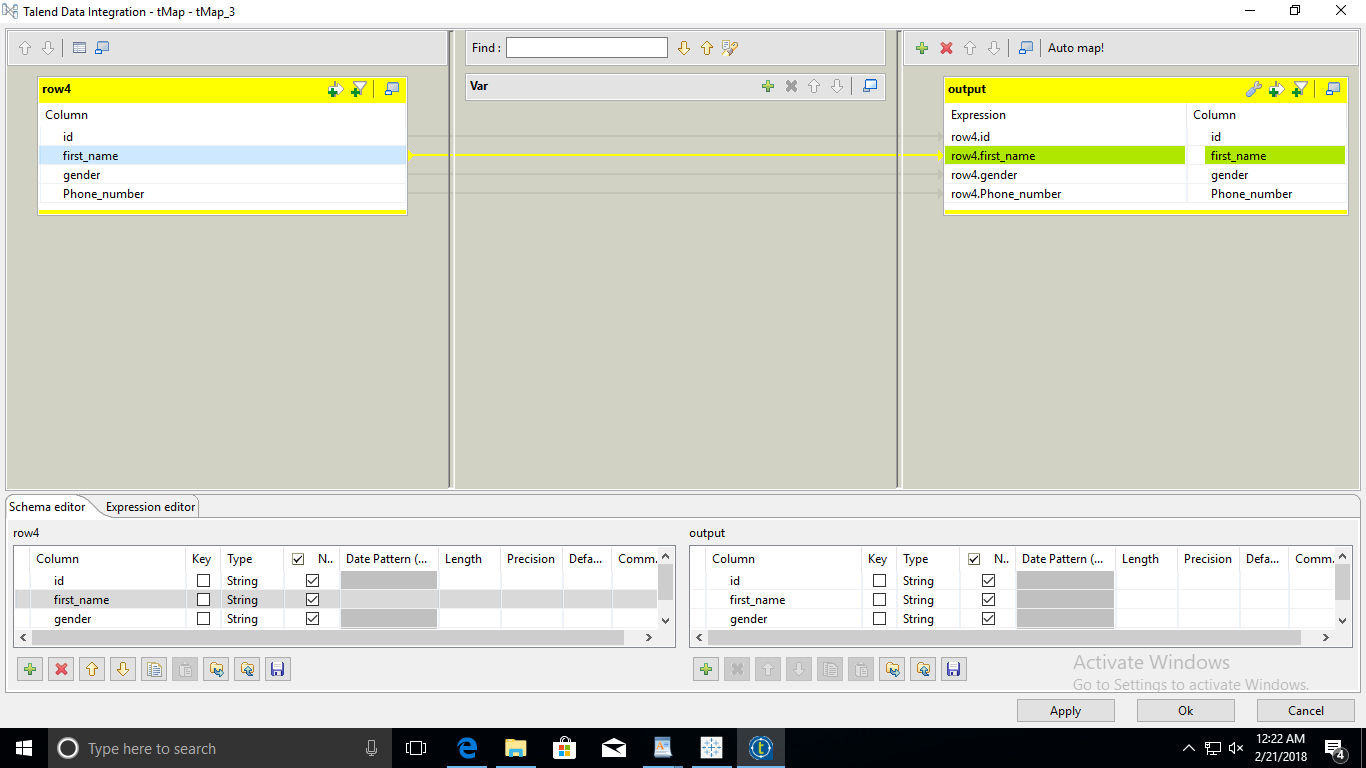 Talend Data Integration - tMap - tMap_3
Find :
Auto map!
row4
Column
id
first_name
gender
Phone_number
Var
output
Expression Column
row4.id id
row4.first_name first_name
row4.gender gender
row4.Phone_number Phone_number
Schema editor Expression editor
row4
Column Key Type N.. Date Pattern (... Length Precision Defa... Comm.
id String
first_name String
gender String
output
Column Key Type N.. Date Pattern (... Length Precision Defa... Comm.
id String
first_name String
gender String
Activate Windows
Go to Settings to activate Windows.
Apply Ok Cancel
Type here to search
12:22 AM
2/21/2018
4